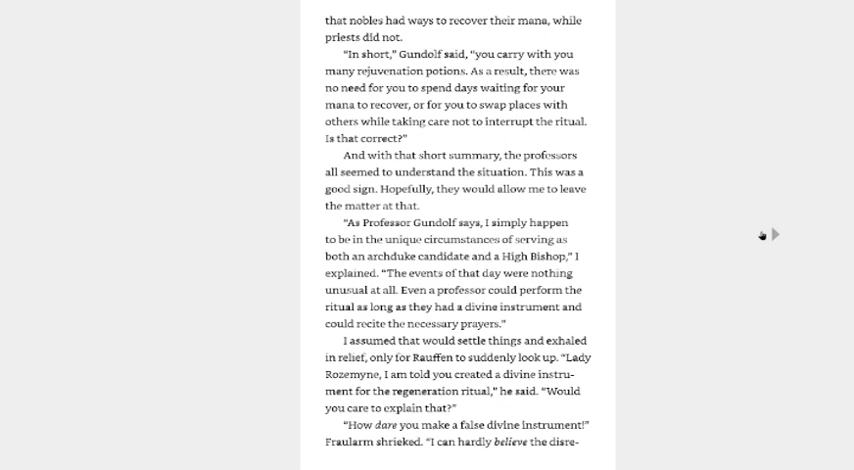 that nobles had ways to recover their mana, while
priests did not.
“In short,” Gundolf said, “you carry with you
many rejuvenation potions. As a result, there was
no need for you to spend days waiting for your
mana to recover, or for you to swap places with
others while taking care not to interrupt the ritual.
Is that correct?”
And with that short summary, the professors
all seemed to understand the situation. This was a
good sign. Hopefully, they would allow me to leave
the matter at that.
“As Professor Gundolf says, I simply happen
to be in the unique circumstances of serving as
both an archduke candidate and a High Bishop,” I
explained. “The events of that day were nothing
unusual at all. Even a professor could perform the
ritual as long as they had a divine instrument and
could recite the necessary prayers.”
I assumed that would settle things and exhaled
in relief, only for Rauffen to suddenly look up. “Lady
Rozemyne, I am told you created a divine instru-
ment for the regeneration ritual,” he said. “Would
you care to explain that?”
“How dare you make a false divine instrument!”
Fraularm shrieked. “I can hardly believe the disre-